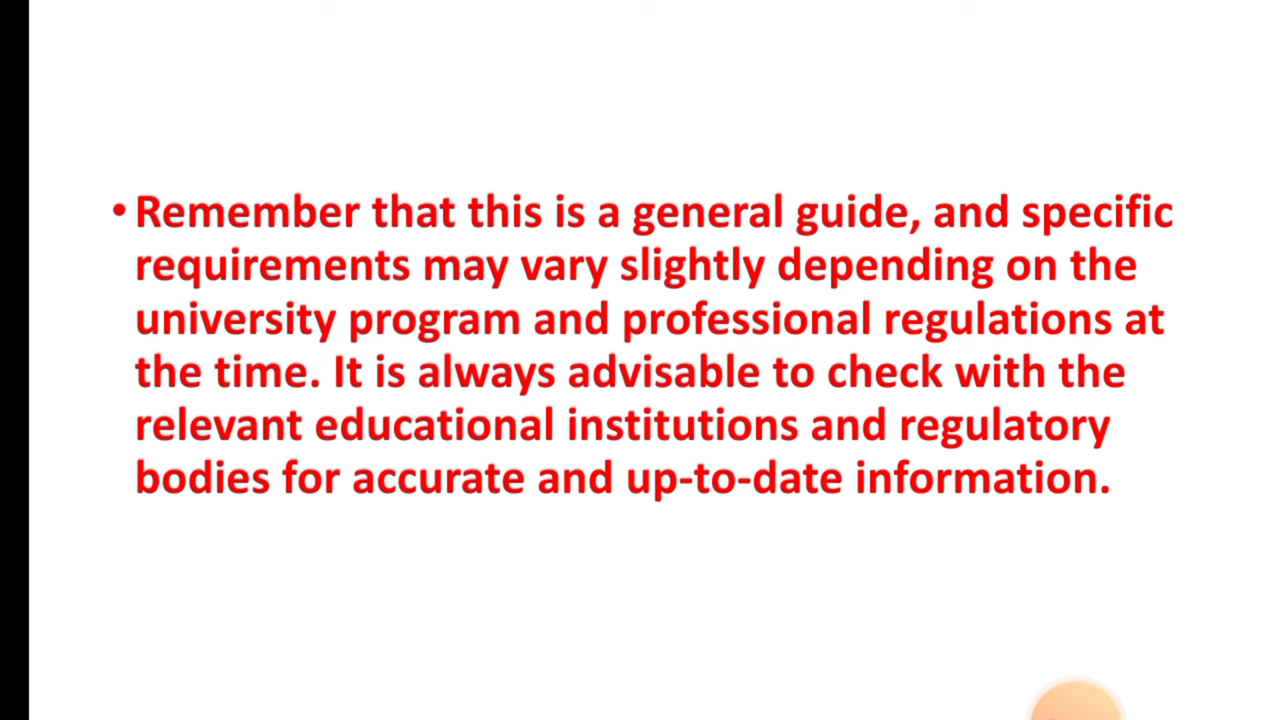 • Remember that this is a general guide, and specific
requirements may vary slightly depending on the
university program and professional regulations at
the time. It is always advisable to check with the
relevant educational institutions and regulatory
bodies for accurate and up-to-date information.